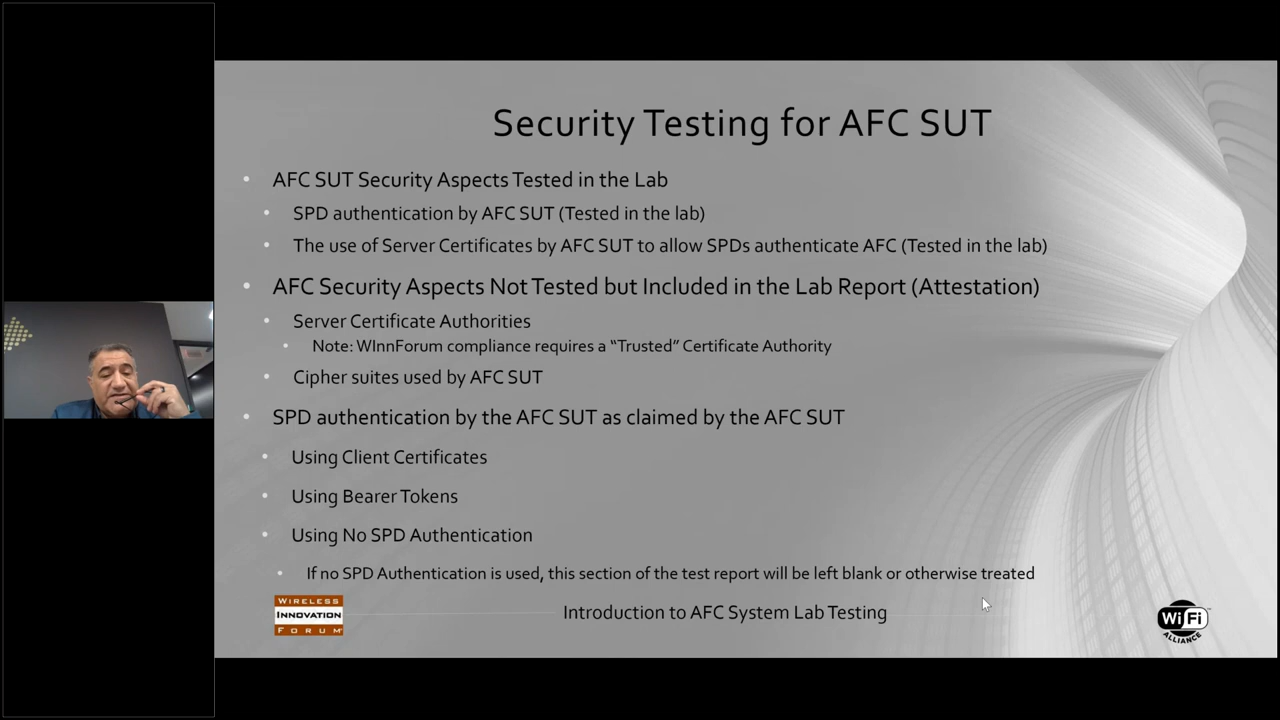 Security Testing for AFC SUT
AFC SUT Security Aspects Tested in the Lab
SPD authentication by AFC SUT (Tested in the lab)
The use of Server Certificates by AFC SUT to allow SPDs authenticate AFC (Tested in the lab)
AFC Security Aspects Not Tested but Included in the Lab Report (Attestation)
Server Certificate Authorities
Note: WInnForum compliance requires a “Trusted” Certificate Authority
Cipher suites used by AFC SUT
SPD authentication by the AFC SUT as claimed by the AFC SUT
Using Client Certificates
Using Bearer Tokens
Using No SPD Authentication
If no SPD Authentication is used, this section of the test report will be left blank or otherwise treated
WIRELESS
INNOVATION
FORUM
Introduction to AFC System Lab Testing
Wi Fi
ALLIANCE